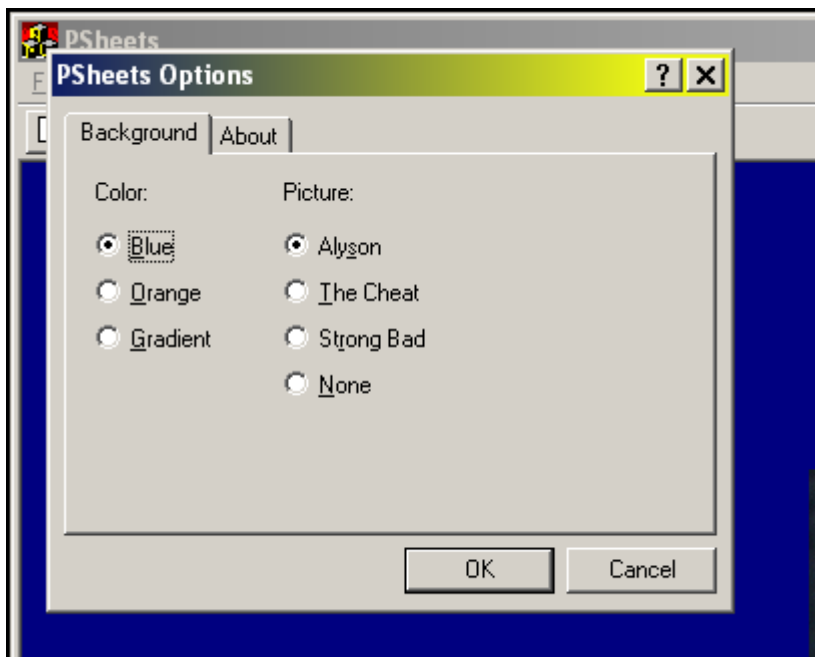 PSheets
F
PSheets Options
Background About
Color: Picture:
Blue Alyson
Orange The Cheat
Gradient Strong Bad
None
OK Cancel